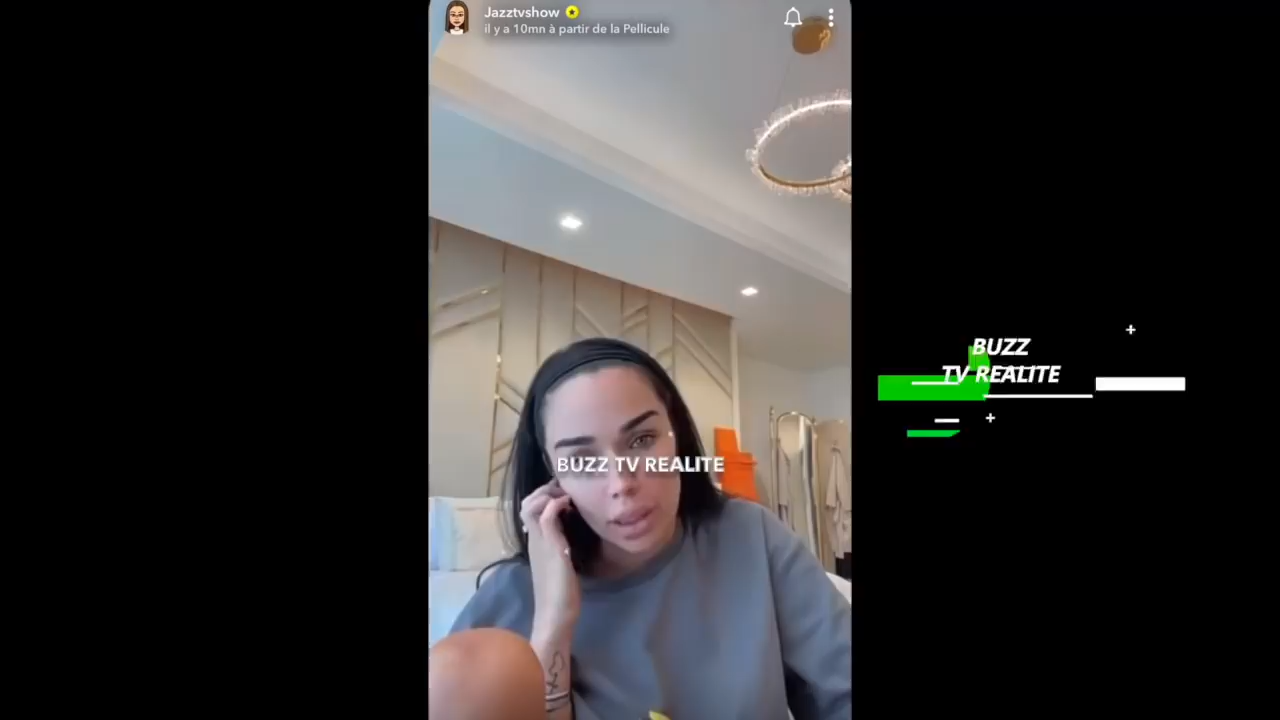 Jazztvshow
il y a 10mn à partir de la Pellicule
BUZZ TV REALITE
BUZZ
TV REALITE